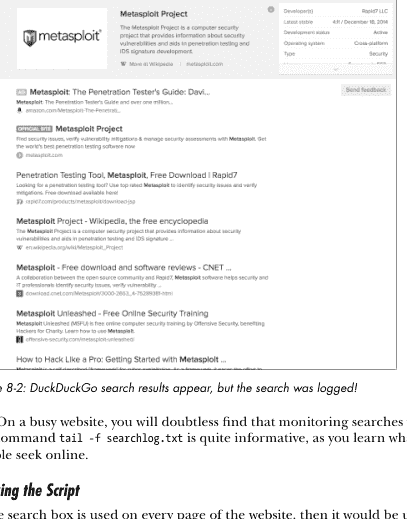 metasploit
Metasploit Project
The Metasploit Project is a computer security
project that provides information about security
vulnerabilities and aids in penetration testing and
IDS signature development.
W More at Wikipedia metasploit.com
Developer(s) Rapid7 LLC
Latest stable 4.11 / December 18, 2014
Development status Active
Operating system Cross-platform
Type Security
Send feedback
AD Metasploit: The Penetration Tester's Guide: Davi...
Metasploit: The Penetration Tester's Guide and over one million...
amazon.com/Metasploit-The-Penetrati...
OFFICIAL SITE Metasploit Project
Find security issues, verify vulnerability mitigations & manage security assessments with Metasploit. Get
the world's best penetration testing software now
metasploit.com
Penetration Testing Tool, Metasploit, Free Download | Rapid7
Looking for a penetration testing tool? Use top rated Metasploit to identify security issues and verify
mitigations. Free download available here!
rapid7.com/products/metasploit/download.jsp
Metasploit Project - Wikipedia, the free encyclopedia
The Metasploit Project is a computer security project that provides information about security
vulnerabilities and aids in penetration testing and IDS signature ...
W en.wikipedia.org/wiki/Metasploit_Project
Metasploit - Free download and software reviews - CNET ...
A collaboration between the open source community and Rapid7, Metasploit software helps security and
IT professionals identify security issues, verify vulnerability ...
Metasploit Unleashed - Free Online Security Training
Metasploit Unleashed (MSFU) is free online computer security training by Offensive Security, benefiting
Hackers for Charity. Learn how to use Metasploit.
offensive-security.com/metasploit-unleashed/
How to Hack Like a Pro: Getting Started with Metasploit ...
e 8-2: DuckDuckGo search results appear, but the search was logged!
On a busy website, you will doubtless find that monitoring searches
ommand tail -f searchlog.txt is quite informative, as you learn wh
ple seek online.
ing the Script
e search box is used on every page of the website, then it would be u